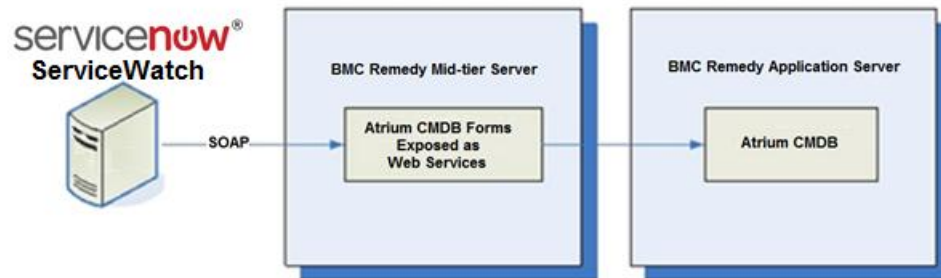 servicenow®
ServiceWatch
SOAP
BMC Remedy Mid-tier Server
Atrium CMDB Forms
Exposed as
Web Services
BMC Remedy Application Server
Atrium CMDB